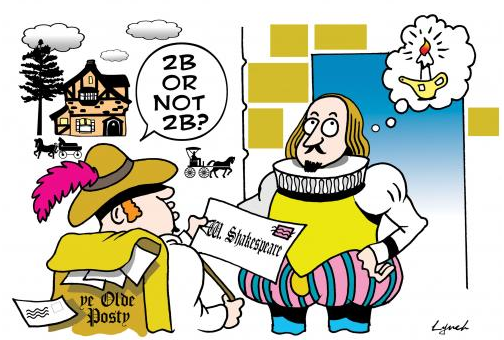 2B
OR
NOT
2B?
W. Shakespeare
ye Olde
Posty
Lynch